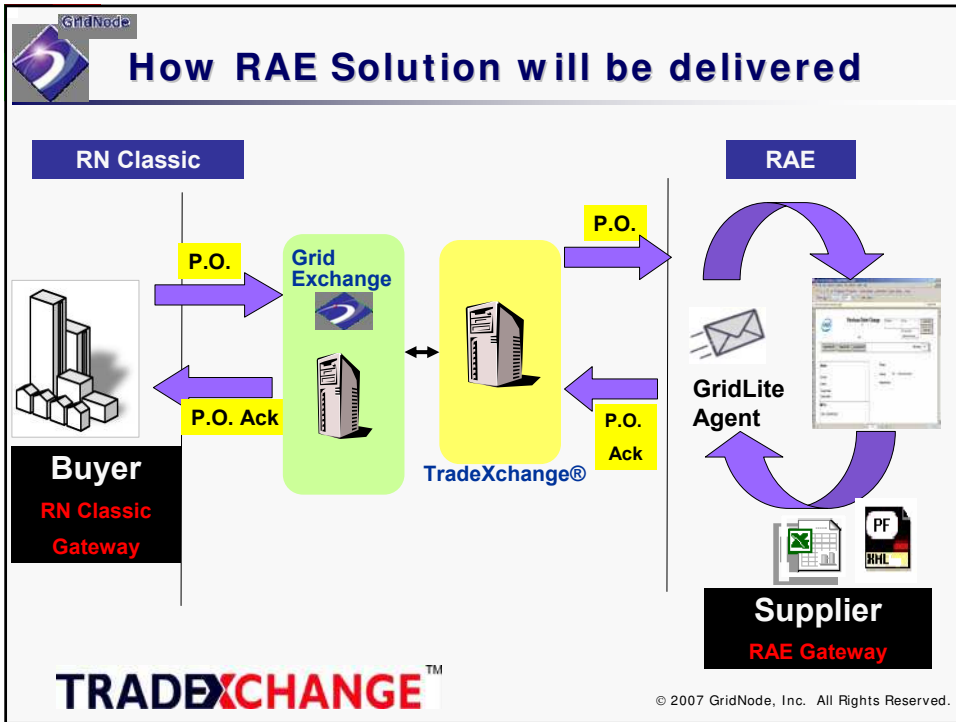 GridNode
How RAE Solution will be delivered
RN Classic
RAE
P.O.
P.O.
Grid
Exchange
P.O. Ack
P.O.
Ack
TradeXchange®
GridLite
Agent
Buyer
RN Classic
Gateway
PF
XML
Supplier
RAE Gateway
TRADEXCHANGE™
© 2007 GridNode, Inc. All Rights Reserved.